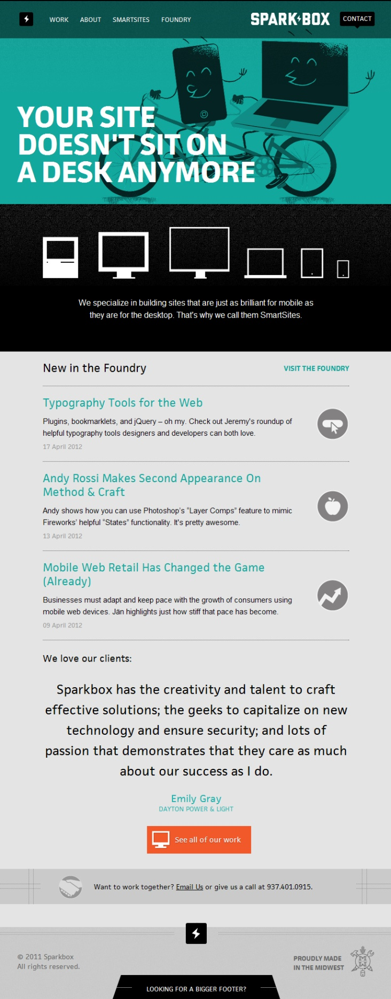 WORK ABOUT SMARTSITES FOUNDRY SPARK BOX CONTACT
YOUR SITE
DOESN'T SIT ON
A DESK ANYMORE
We specialize in building sites that are just as brilliant for mobile as
they are for the desktop. That's why we call them SmartSites.
New in the Foundry VISIT THE FOUNDRY
Typography Tools for the Web
Plugins, bookmarklets, and jQuery – oh my. Check out Jeremy's roundup of
helpful typography tools designers and developers can both love.
17 April 2012
Andy Rossi Makes Second Appearance On
Method & Craft
Andy shows how you can use Photoshop's “Layer Comps” feature to mimic
Fireworks' helpful “States” functionality. It's pretty awesome.
13 April 2012
Mobile Web Retail Has Changed the Game
(Already)
Businesses must adapt and keep pace with the growth of consumers using
mobile web devices. Jän highlights just how stiff that pace has become.
09 April 2012
We love our clients:
Sparkbox has the creativity and talent to craft
effective solutions; the geeks to capitalize on new
technology and ensure security; and lots of
passion that demonstrates that they care as much
about our success as I do.
Emily Gray
DAYTON POWER & LIGHT
See all of our work
Want to work together? Email Us or give us a call at 937.401.0915.
© 2011 Sparkbox
All rights reserved.
PROUDLY MADE
IN THE MIDWEST
LOOKING FOR A BIGGER FOOTER?